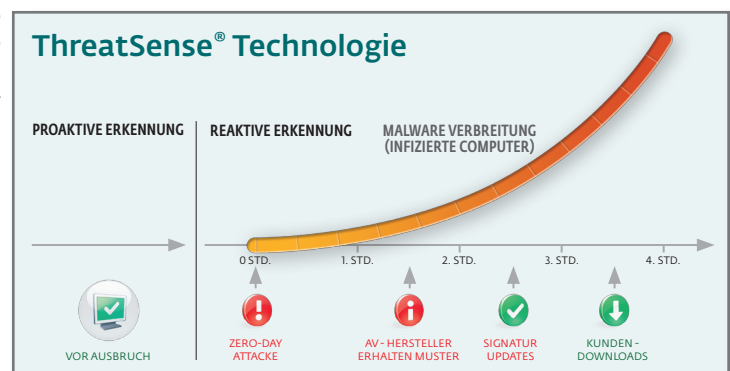 ThreatSense® Technologie
PROAKTIVE ERKENNUNG
REAKTIVE ERKENNUNG
MALWARE VERBREITUNG
(INFIZIERTE COMPUTER)
0 STD.
1. STD.
2. STD.
3. STD.
4. STD.
VOR AUSBRUCH
ZERO-DAY
ATTACKE
AV - HERSTELLER
ERHALTEN MUSTER
SIGNATUR
UPDATES
KUNDEN -
DOWNLOADS